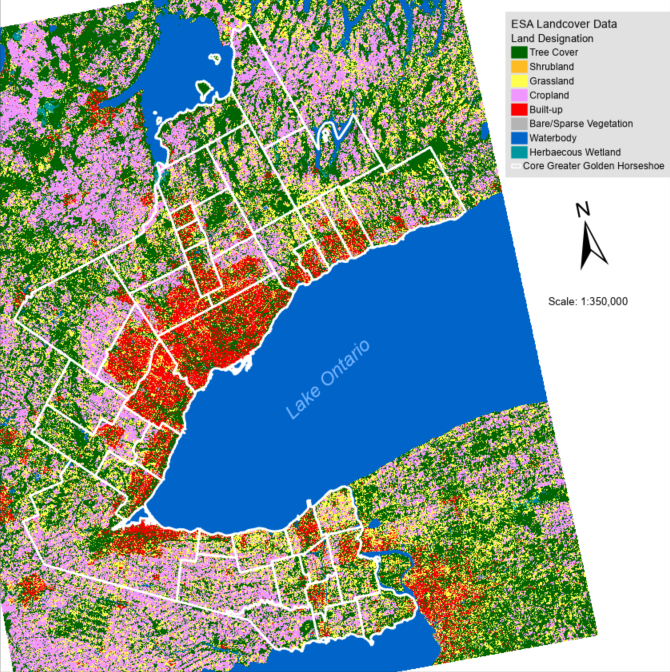 ESA Landcover Data
Land Designation
Tree Cover
Shrubland
Grassland
Cropland
Built-up
Bare/Sparse Vegetation
Waterbody
Herbaecous Wetland
Core Greater Golden Horseshoe
N
Scale: 1:350,000
Lake Ontario